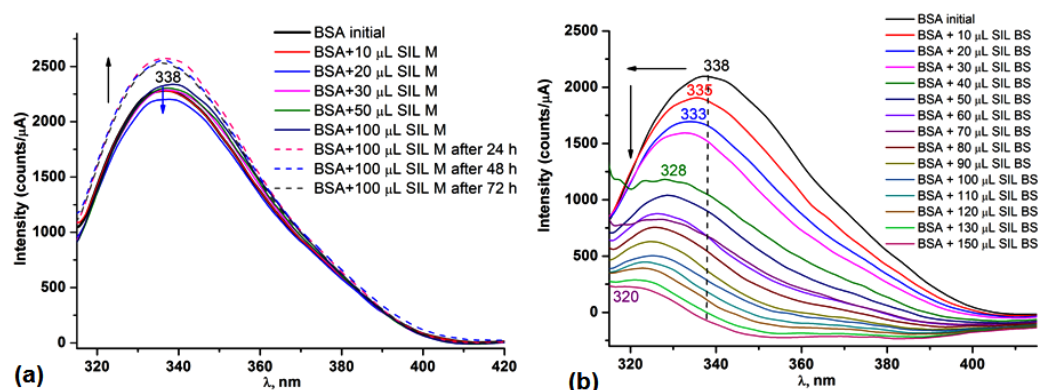 BSA initial
BSA+10 μL SIL M
BSA+20 μL SIL M
BSA+30 μL SIL M
BSA+50 μL SIL M
BSA+100 μL SIL M
BSA+100 μL SIL M after 24 h
BSA+100 μL SIL M after 48 h
BSA+100 μL SIL M after 72 h
338
Intensity (counts/μA)
2500
2000
1500
1000
500
0
320
340
360
380
400
420
λ, nm
(a)
BSA initial
BSA + 10 μL SIL BS
BSA + 20 μL SIL BS
BSA + 30 μL SIL BS
BSA + 40 μL SIL BS
BSA + 50 μL SIL BS
BSA + 60 μL SIL BS
BSA + 70 μL SIL BS
BSA + 80 μL SIL BS
BSA + 90 μL SIL BS
BSA + 100 μL SIL BS
BSA + 110 μL SIL BS
BSA + 120 μL SIL BS
BSA + 130 μL SIL BS
BSA + 150 μL SIL BS
338
335
333
328
320
Intensity (counts/μA)
2500
2000
1500
1000
500
0
-500
320
340
360
380
400
λ, nm
(b)